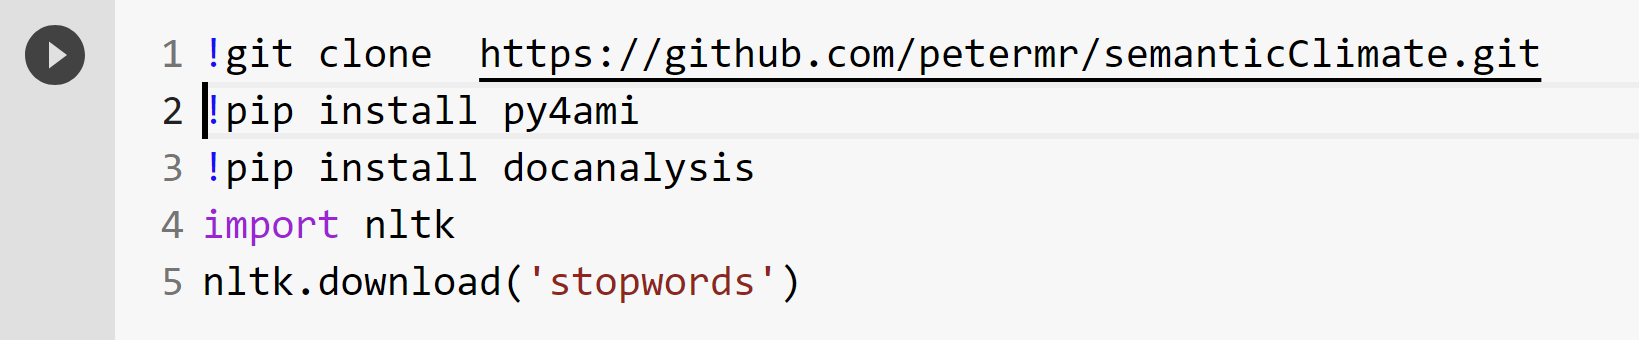 1 !git clone  https://github.com/petermr/semanticClimate.git
2 !pip install py4ami
3 !pip install docanalysis
4 import nltk
5 nltk.download('stopwords')